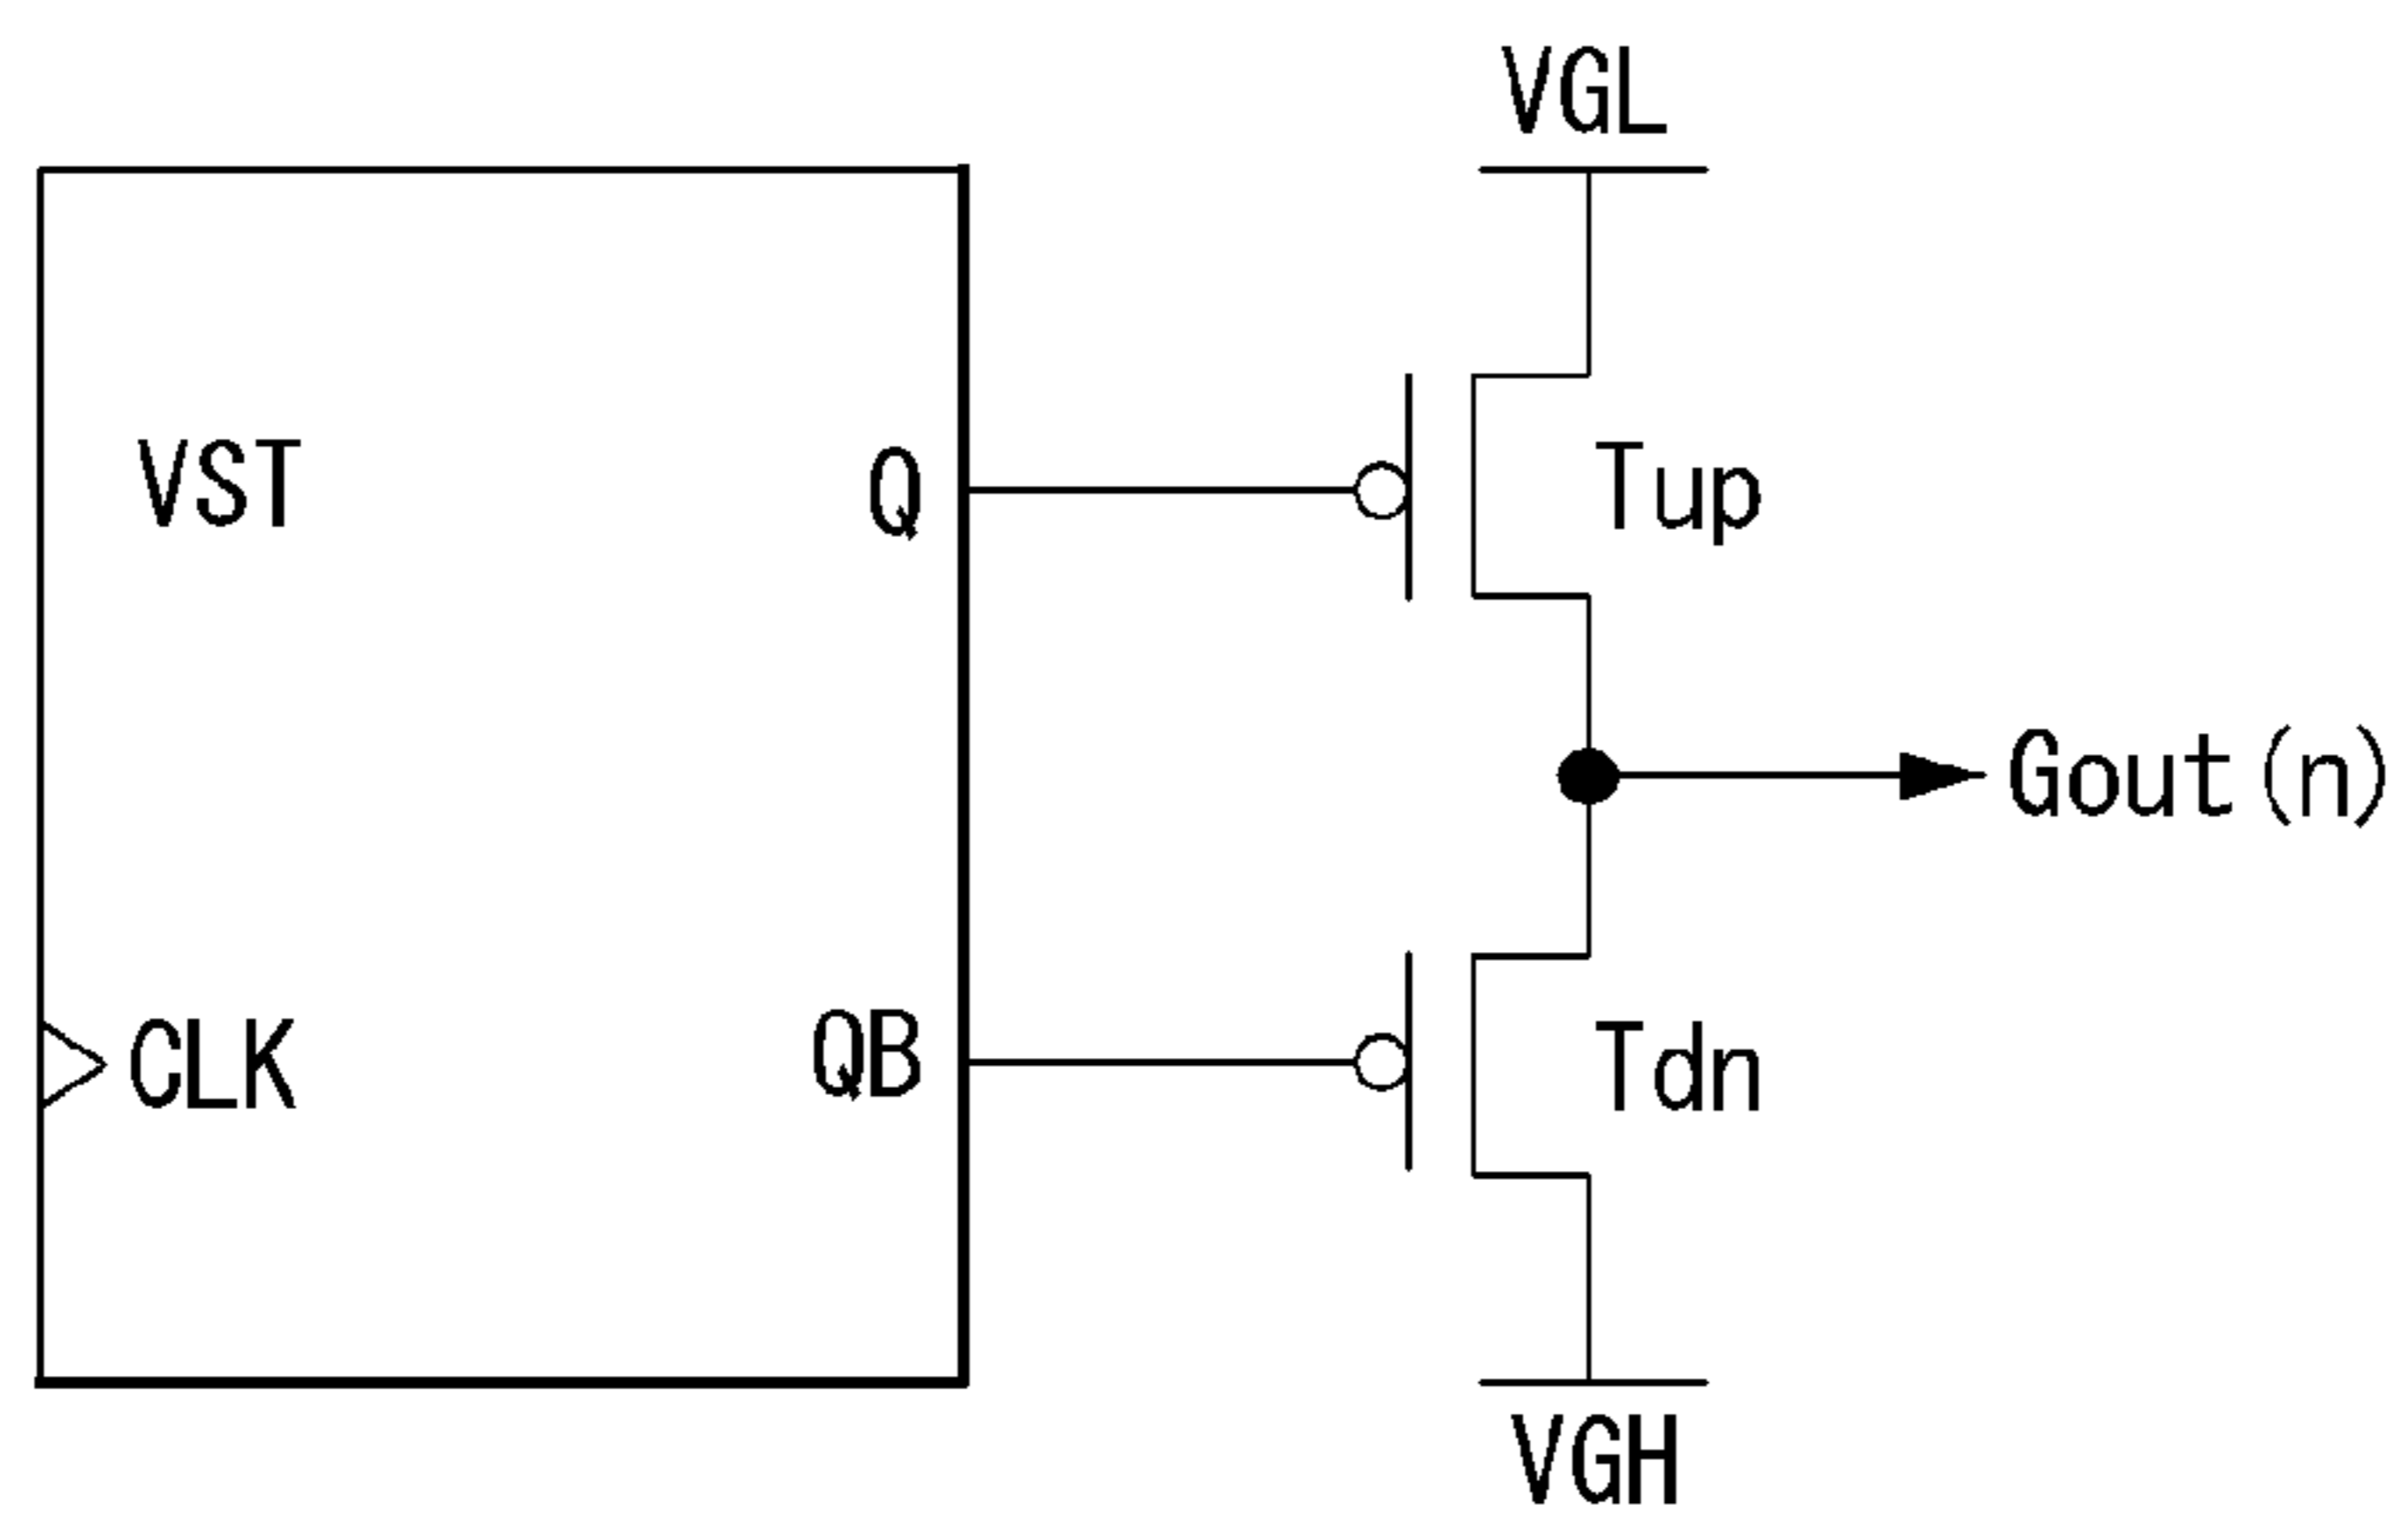 VGL
VST
Q
Tup
Gout(n)
CLK
QB
Tdn
VGH